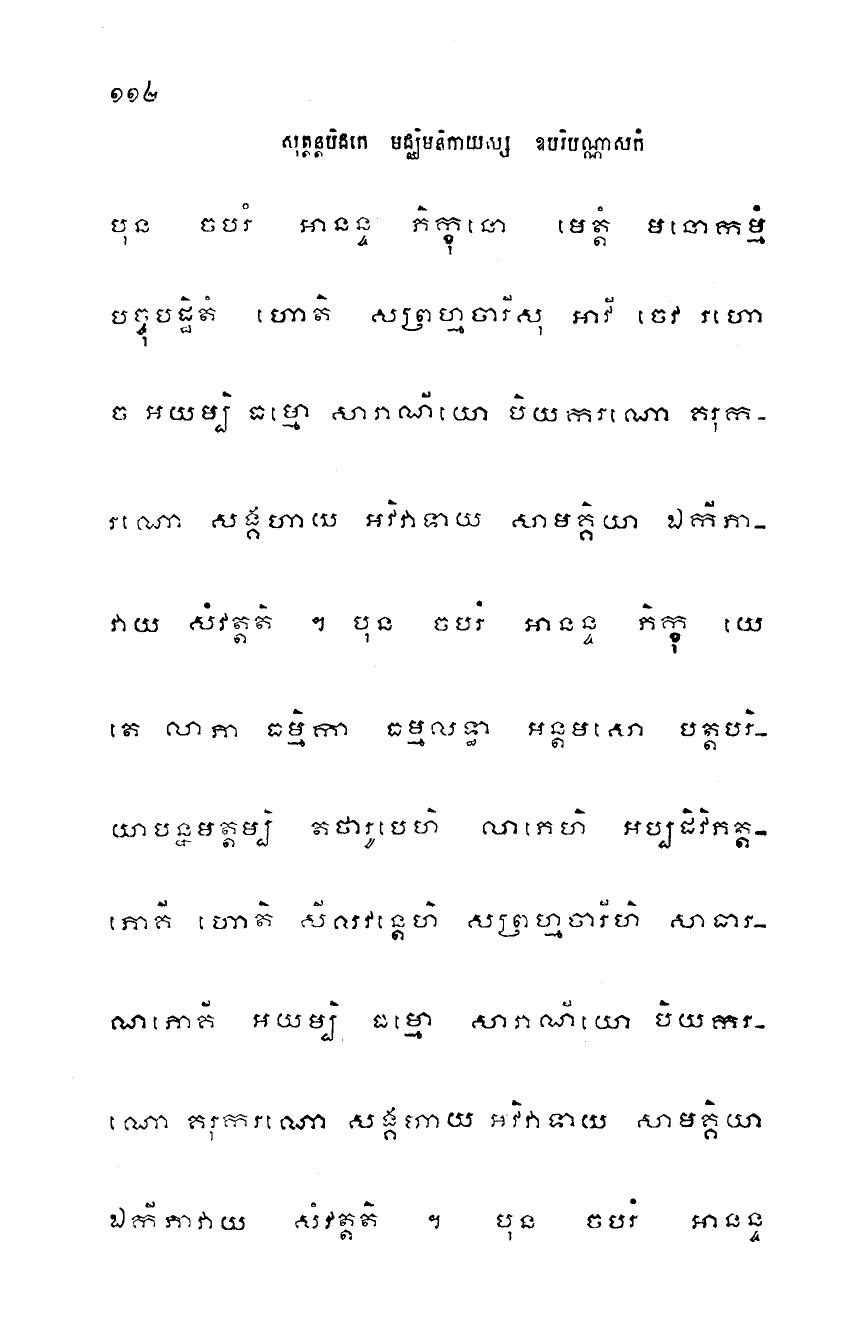 ១១៤
សុត្តន្តបិដកេ មជ្ឈិមនិកាយស្ស ឧបរិបណ្ណាសកំ
បុន ចបរំ អានន្ទ ភិក្ខុនោ មេត្តំ មនោកម្មំ
បច្ចុបដ្ឋិតំ ហោតិ សព្រហ្មចារីសុ អាវី ចេវ រហោ
ច អយម្បិ ធម្មោ សារាណីយោ បិយករណោ គរុក-
រណោ សង្គហាយ អវិវាទាយ សាមគ្គិយា ឯកីភា-
វាយ សំវត្តតិ ។ បុន ចបរំ អានន្ទ ភិក្ខុ យេ
តេ លាភា ធម្មិកា ធម្មលទ្ធា អន្តមសោ បត្តបរិ-
យាបន្នមត្តម្បិ តថារូបេហិ លាភេហិ អប្បដិវិភត្ត-
ភោគី ហោតិ សីលវន្តេហិ សព្រហ្មចារីហិ សាធារ-
ណភោគី អយម្បិ ធម្មោ សារាណីយោ បិយករ-
ណោ គរុករណោ សង្គហាយ អវិវាទាយ សាមគ្គិយា
ឯកីភាវាយ សំវត្តតិ ។ បុន ចបរំ អានន្ទ